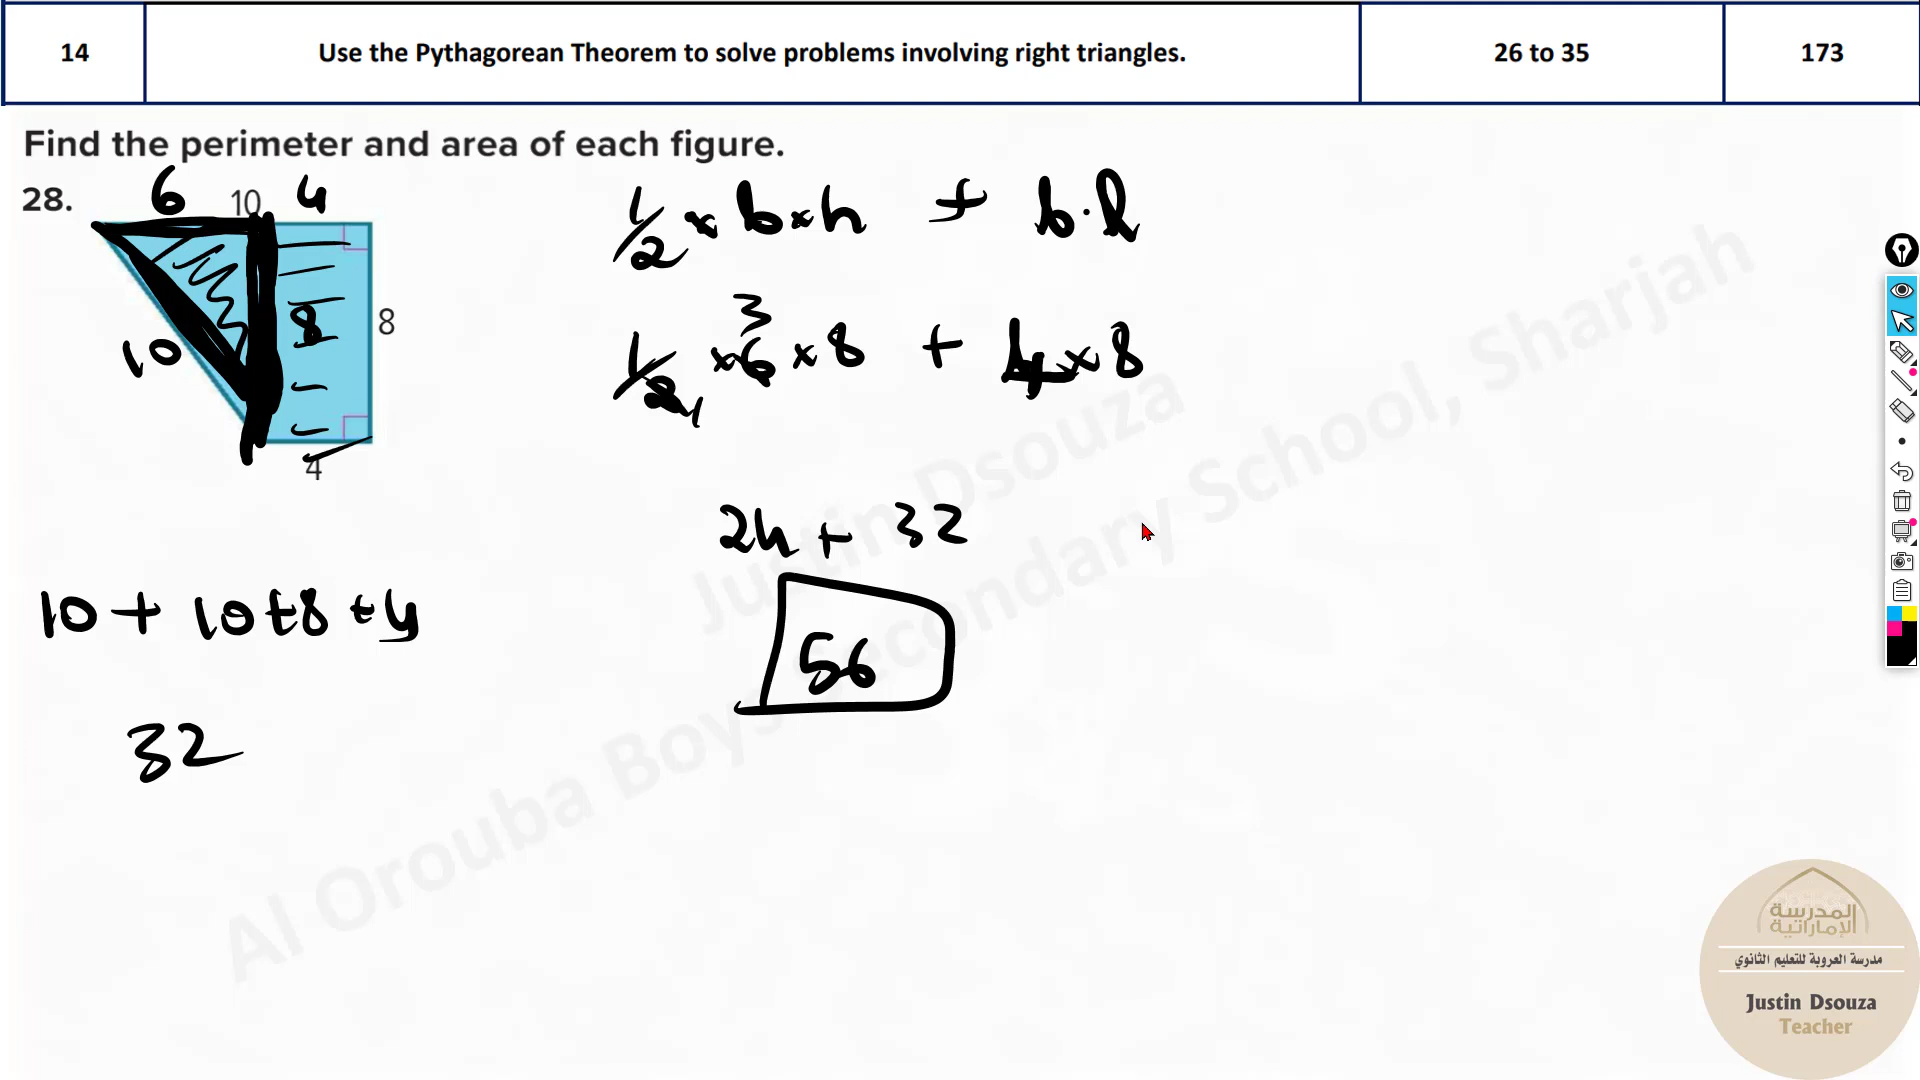 14 Use the Pythagorean Theorem to solve problems involving right triangles. 26 to 35 173
Find the perimeter and area of each figure.
28.
6 10 4
10 8 8
4
1/2 × b × h + b·l
3
1/2 × 6 × 8 + 4 × 8
1
24 + 32
56
10 + 10 + 8 + 4
32
Justin Dsouza
Al Orouba Boys Secondary School, Sharjah
المدرسة
الإماراتية
مدرسة العروبة للتعليم الثانوي
Justin Dsouza
Teacher